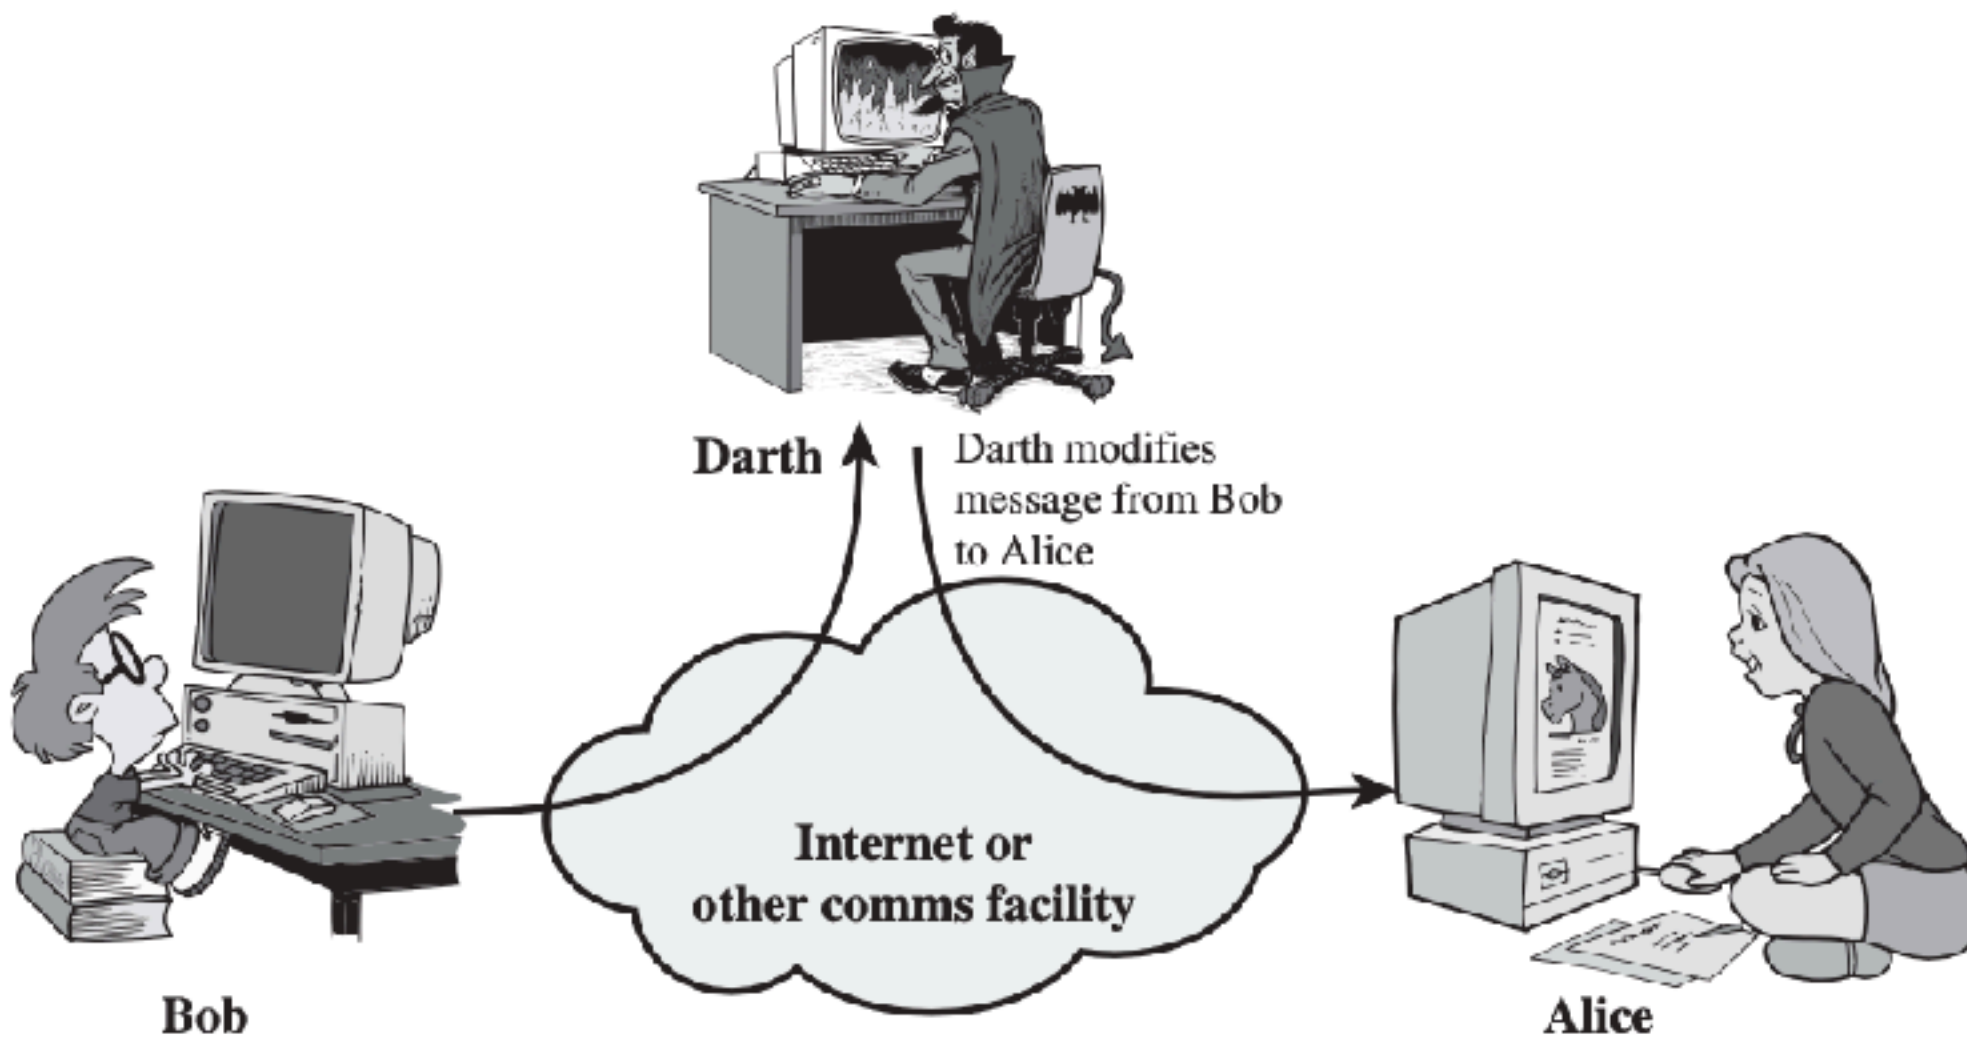 Darth
Darth modifies
message from Bob
to Alice
Internet or
other comms facility
Bob
Alice